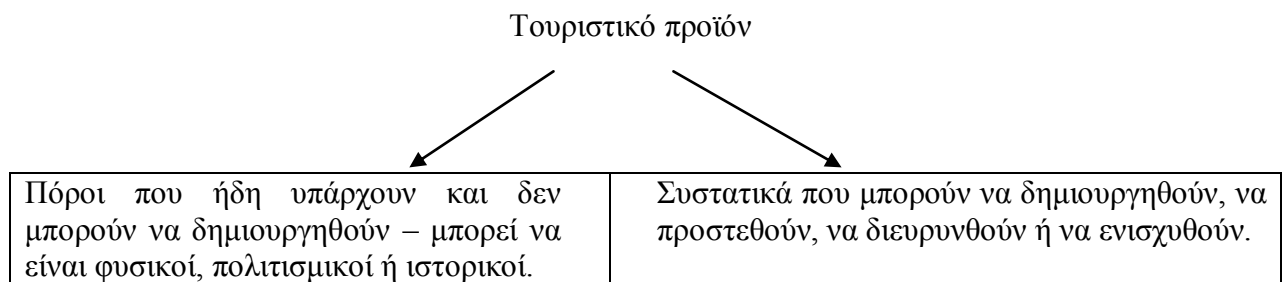 Τουριστικό προϊόν
Πόροι που ήδη υπάρχουν και δεν
μπορούν να δημιουργηθούν – μπορεί να
είναι φυσικοί, πολιτισμικοί ή ιστορικοί.
Συστατικά που μπορούν να δημιουργηθούν, να
προστεθούν, να διευρυνθούν ή να ενισχυθούν.